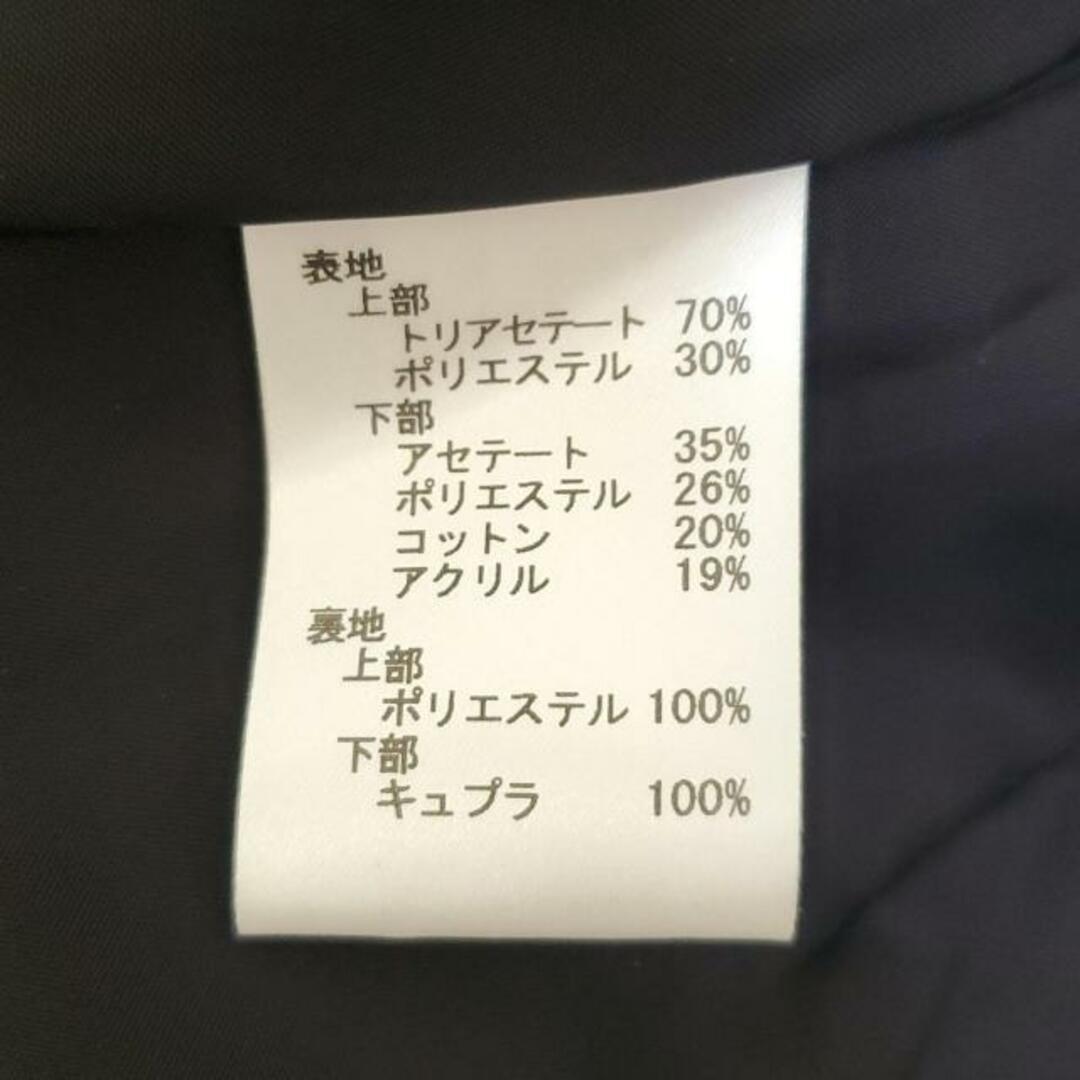 表地
上部
トリアセテート 70%
ポリエステル 30%
下部
アセテート 35%
ポリエステル 26%
コットン 20%
アクリル 19%
裏地
上部
ポリエステル 100%
下部
キュプラ 100%